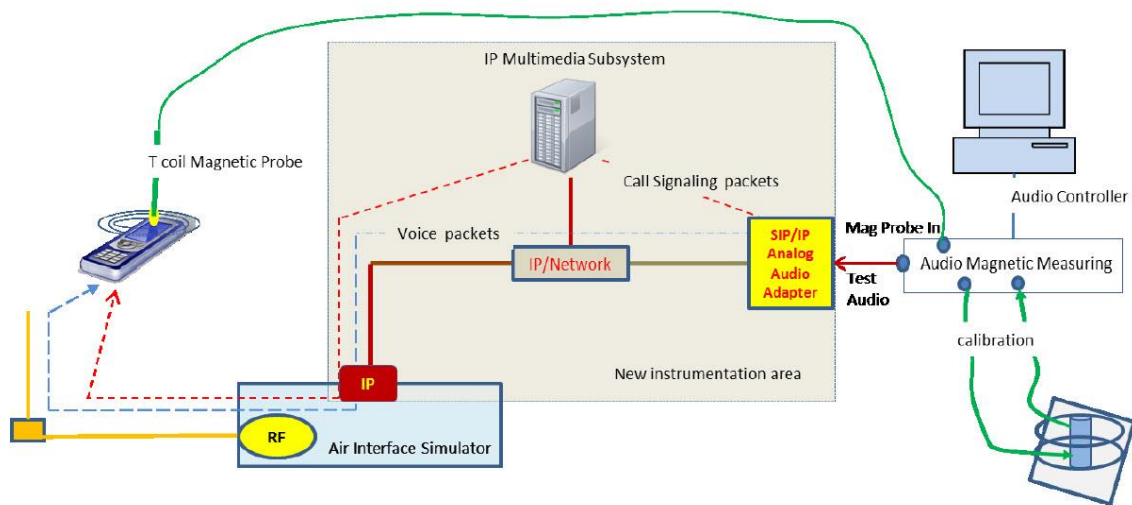 IP Multimedia Subsystem
T coil Magnetic Probe
Call Signaling packets
Audio Controller
Voice packets
IP/Network
SIP/IP
Analog
Audio
Adapter
Mag Probe In
Test
Audio
Audio Magnetic Measuring
calibration
New instrumentation area
IP
RF
Air Interface Simulator